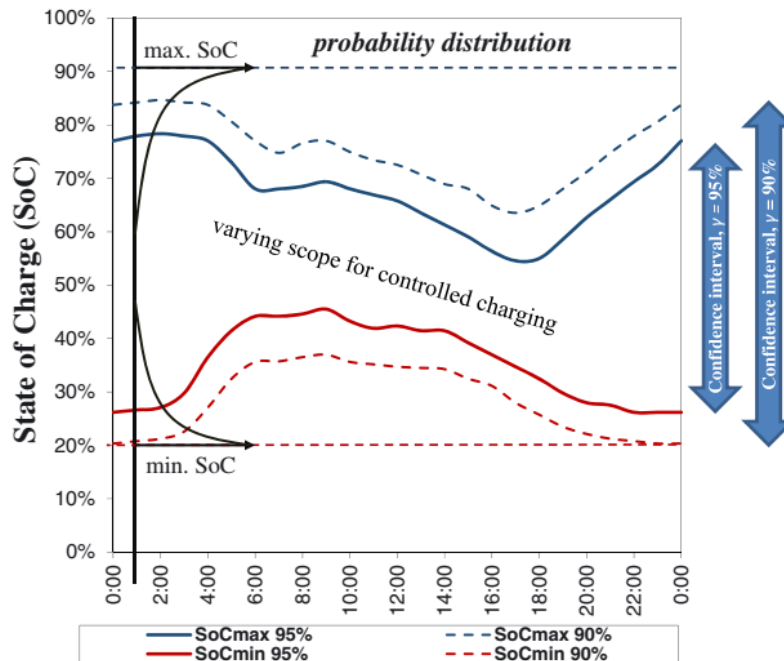 100%
90%
80%
70%
60%
50%
40%
30%
20%
10%
0%
State of Charge (SoC)
probability distribution
max. SoC
varying scope for controlled charging
min. SoC
0:00
2:00
4:00
6:00
8:00
10:00
12:00
14:00
16:00
18:00
20:00
22:00
0:00
Confidence interval, γ = 95%
Confidence interval, γ = 90%
SoCmax 95%
SoCmax 90%
SoCmin 95%
SoCmin 90%